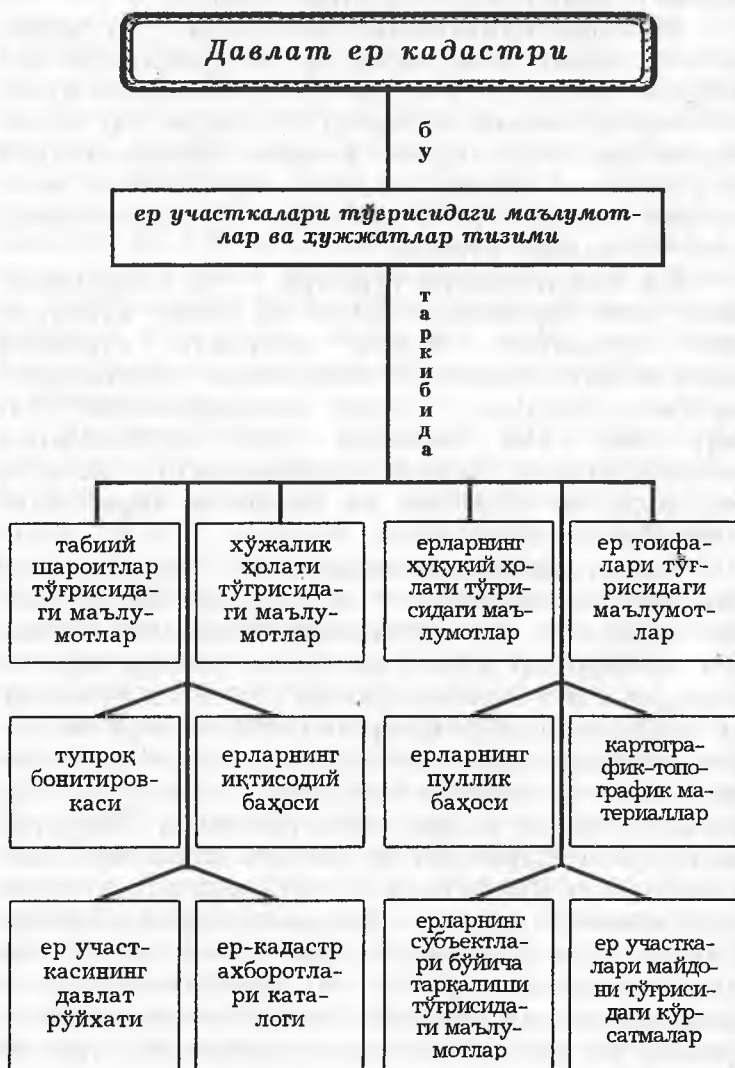 Давлат ер кадастри
б
у
ер участкалари тўғрисидаги маълумот-
лар ва ҳужжатлар тизими
т
а
р
к
и
б
и
д
а
табиий
шароитлар
тўғрисида-
ги маълу-
мотлар
хўжалик
ҳолати
тўгрисида-
ги маълу-
мотлар
ерларнинг
ҳуқуқий ҳо-
лати тўғри-
сидаги маъ-
лумотлар
ер тоифа-
лари тўғ-
рисидаги
маълумот-
лар
тупроқ
бонитиров-
каси
ерларнинг
иқтисодий
баҳоси
ерларнинг
пуллик
баҳоси
картогра-
фик-топо-
график ма-
териаллар
ер участ-
касининг
давлат
рўйхати
ер-кадастр
ахборотла-
ри ката-
логи
ерларнинг
субъектла-
ри бўйича
тарқалиши
тўғрисида-
ги маълу-
мотлар
ер участка-
лари майдо-
ни тўғриси-
даги кўр-
сатмалар